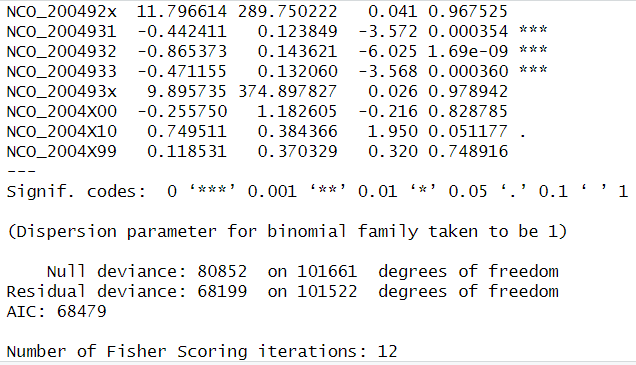 NCO_200492x  11.796614 289.750222   0.041 0.967525
NCO_2004931  -0.442411   0.123849  -3.572 0.000354 ***
NCO_2004932  -0.865373   0.143621  -6.025 1.69e-09 ***
NCO_2004933  -0.471155   0.132060  -3.568 0.000360 ***
NCO_200493x   9.895735 374.897827   0.026 0.978942
NCO_2004X00  -0.255750   1.182605  -0.216 0.828785
NCO_2004X10   0.749511   0.384366   1.950 0.051177 .
NCO_2004X99   0.118531   0.370329   0.320 0.748916
---
Signif. codes:  0 ‘***’ 0.001 ‘**’ 0.01 ‘*’ 0.05 ‘.’ 0.1 ‘ ’ 1
(Dispersion parameter for binomial family taken to be 1)
    Null deviance: 80852  on 101661  degrees of freedom
Residual deviance: 68199  on 101522  degrees of freedom
AIC: 68479
Number of Fisher Scoring iterations: 12